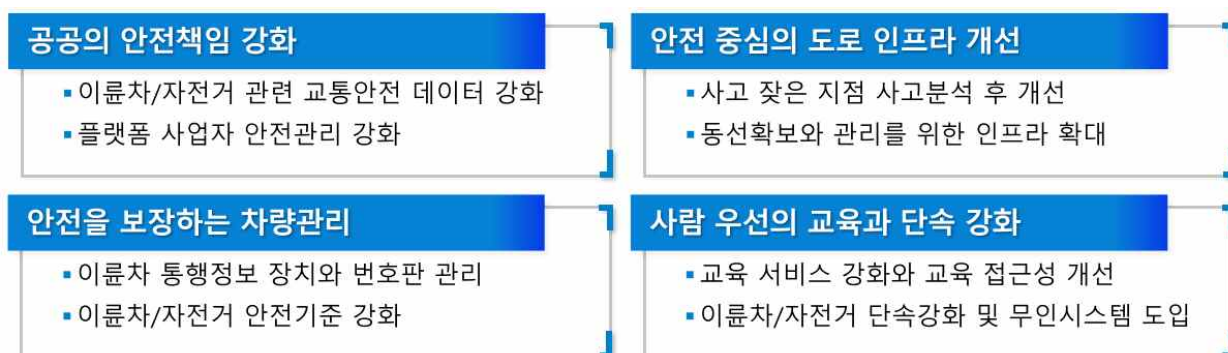 공공의 안전책임 강화
▪이륜차/자전거 관련 교통안전 데이터 강화
▪플랫폼 사업자 안전관리 강화
안전 중심의 도로 인프라 개선
▪사고 잦은 지점 사고분석 후 개선
▪동선확보와 관리를 위한 인프라 확대
안전을 보장하는 차량관리
▪이륜차 통행정보 장치와 번호판 관리
▪이륜차/자전거 안전기준 강화
사람 우선의 교육과 단속 강화
▪교육 서비스 강화와 교육 접근성 개선
▪이륜차/자전거 단속강화 및 무인시스템 도입